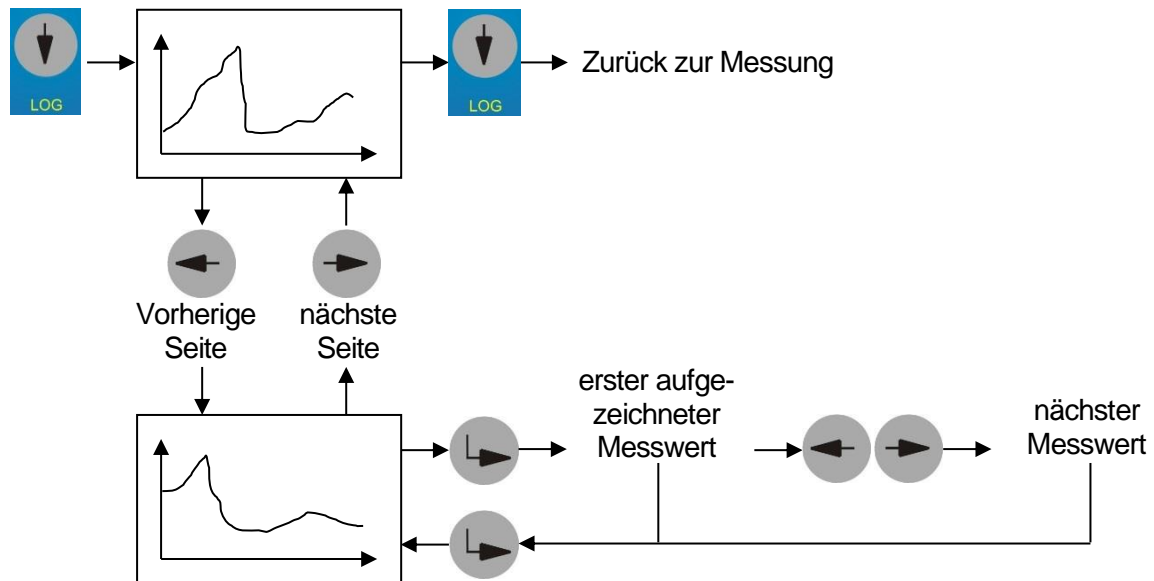 LOG
LOG
Zurück zur Messung
Vorherige
Seite
nächste
Seite
erster aufge-
zeichneter
Messwert
nächster
Messwert